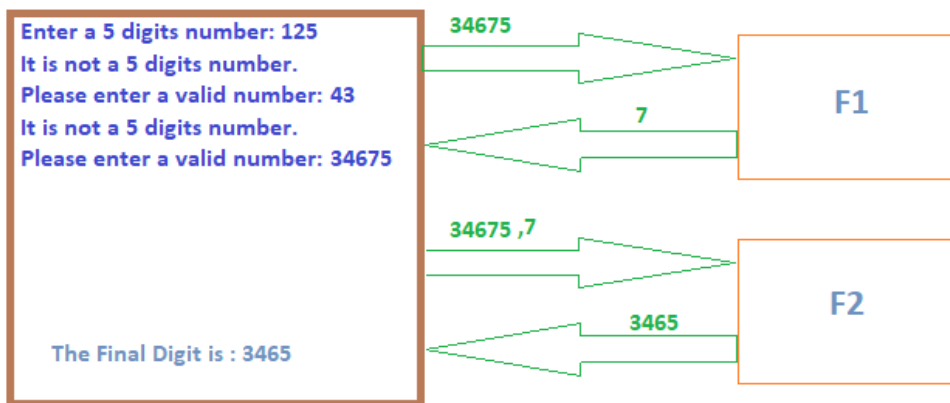 Enter a 5 digits number: 125
It is not a 5 digits number.
Please enter a valid number: 43
It is not a 5 digits number.
Please enter a valid number: 34675
The Final Digit is : 3465
34675
F1
7
34675 ,7
F2
3465